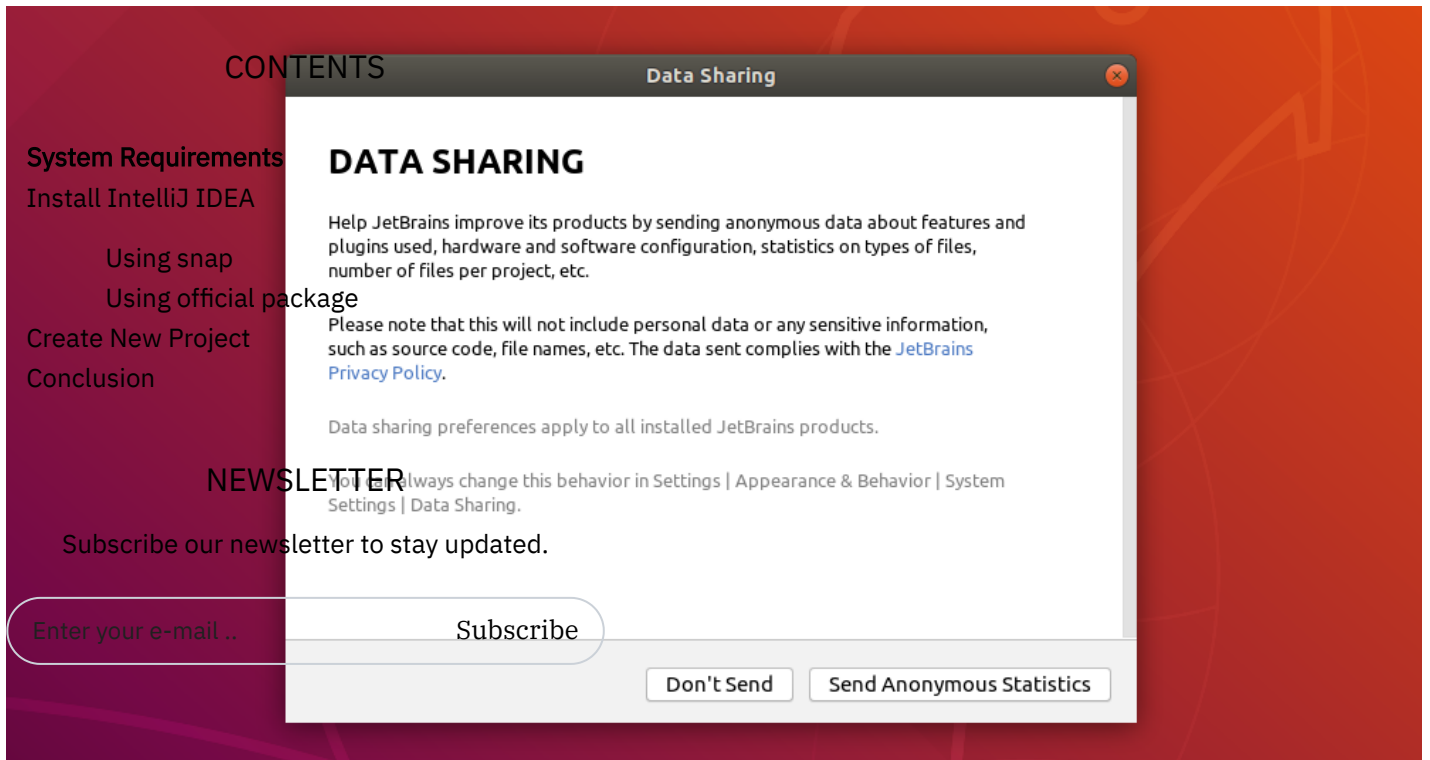 CONTENTS
System Requirements
Install IntelliJ IDEA
Using snap
Using official package
Create New Project
Conclusion
NEWSLETTER
Subscribe our newsletter to stay updated.
Enter your e-mail ..
Subscribe
Data Sharing
DATA SHARING
Help JetBrains improve its products by sending anonymous data about features and
plugins used, hardware and software configuration, statistics on types of files,
number of files per project, etc.
Please note that this will not include personal data or any sensitive information,
such as source code, file names, etc. The data sent complies with the JetBrains
Privacy Policy.
Data sharing preferences apply to all installed JetBrains products.
You can always change this behavior in Settings | Appearance & Behavior | System
Settings | Data Sharing.
Don't Send
Send Anonymous Statistics